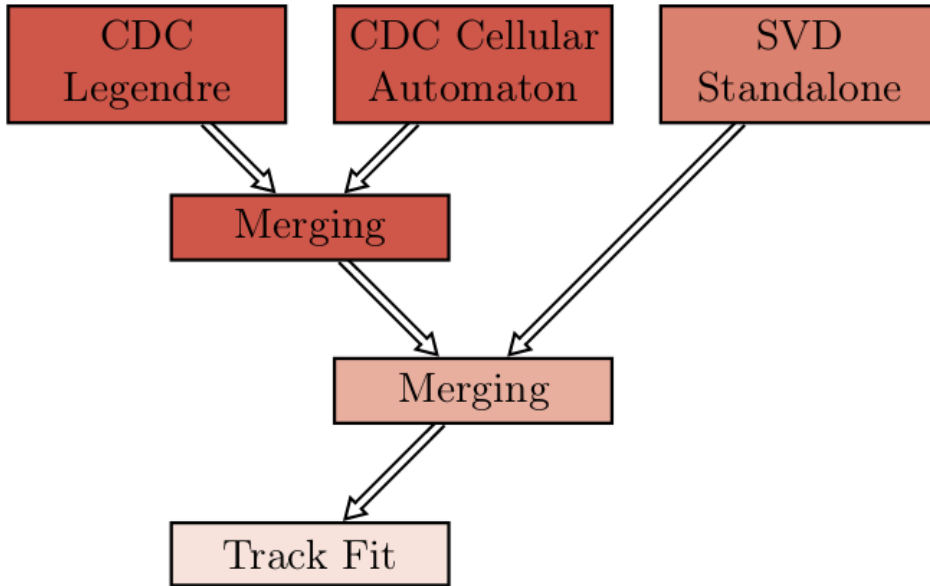 CDC
Legendre
CDC Cellular
Automaton
SVD
Standalone
Merging
Merging
Track Fit